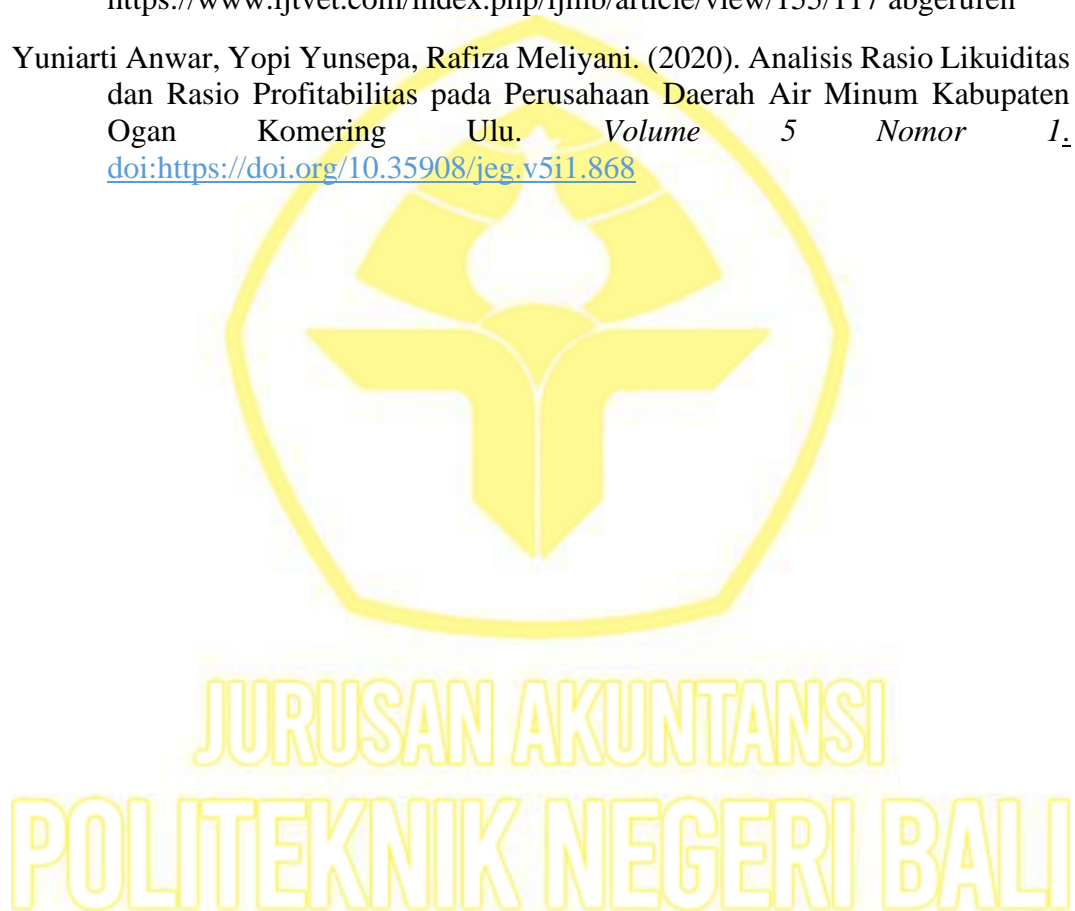 https://www.ijtvet.com/index.php/ijmb/article/view/155/117 abgerufen
Yuniarti Anwar, Yopi Yunsepa, Rafiza Meliyani. (2020). Analisis Rasio Likuiditas
dan Rasio Profitabilitas pada Perusahaan Daerah Air Minum Kabupaten
Ogan Komering Ulu. Volume 5 Nomor 1.
doi:https://doi.org/10.35908/jeg.v5i1.868
JURUSAN AKUNTANSI
POLITEKNIK NEGERI BALI